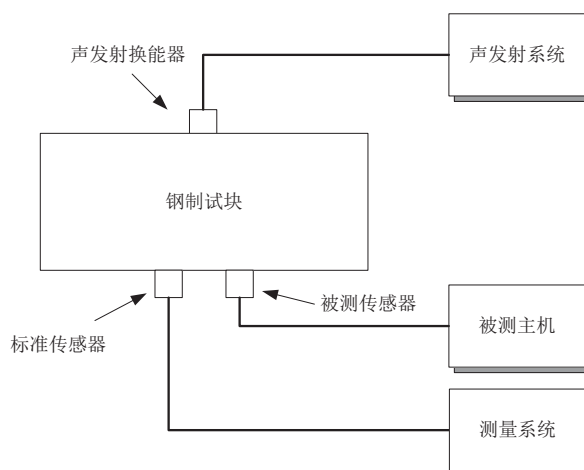 声发射换能器
声发射系统
钢制试块
被测传感器
被测主机
标准传感器
测量系统